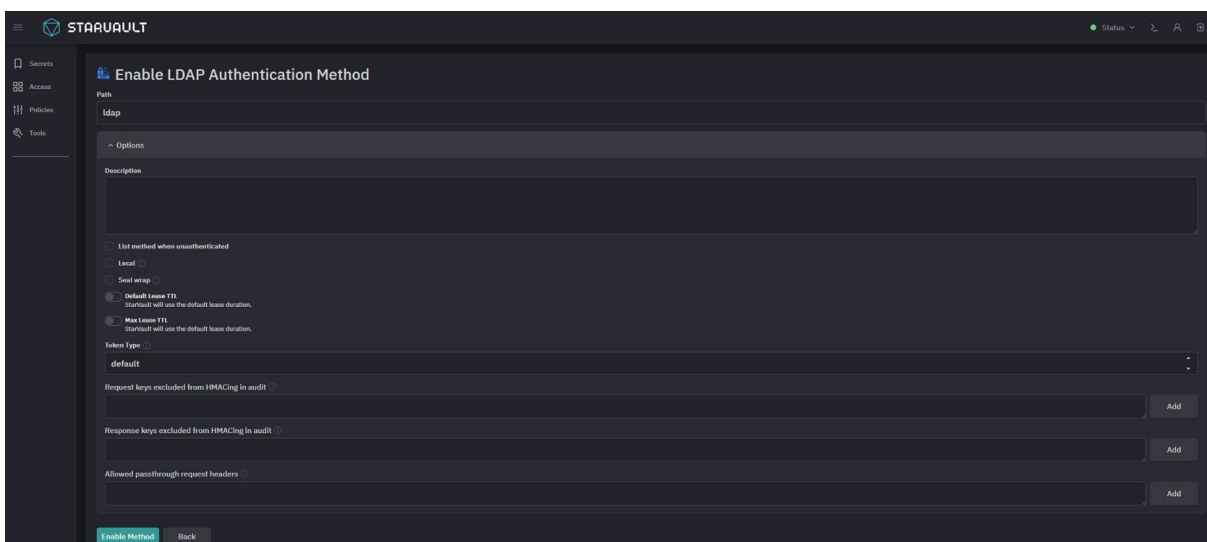 STARVAULT
Status
Secrets
Access
Policies
Tools
Enable LDAP Authentication Method
Path
ldap
Options
Description
List method when unauthenticated
Local
Seal wrap
Default Lease TTL
StarVault will use the default lease duration.
Max Lease TTL
StarVault will use the default lease duration.
Token Type
default
Request keys excluded from HMACing in audit
Add
Response keys excluded from HMACing in audit
Add
Allowed passthrough request headers
Add
Enable Method Back